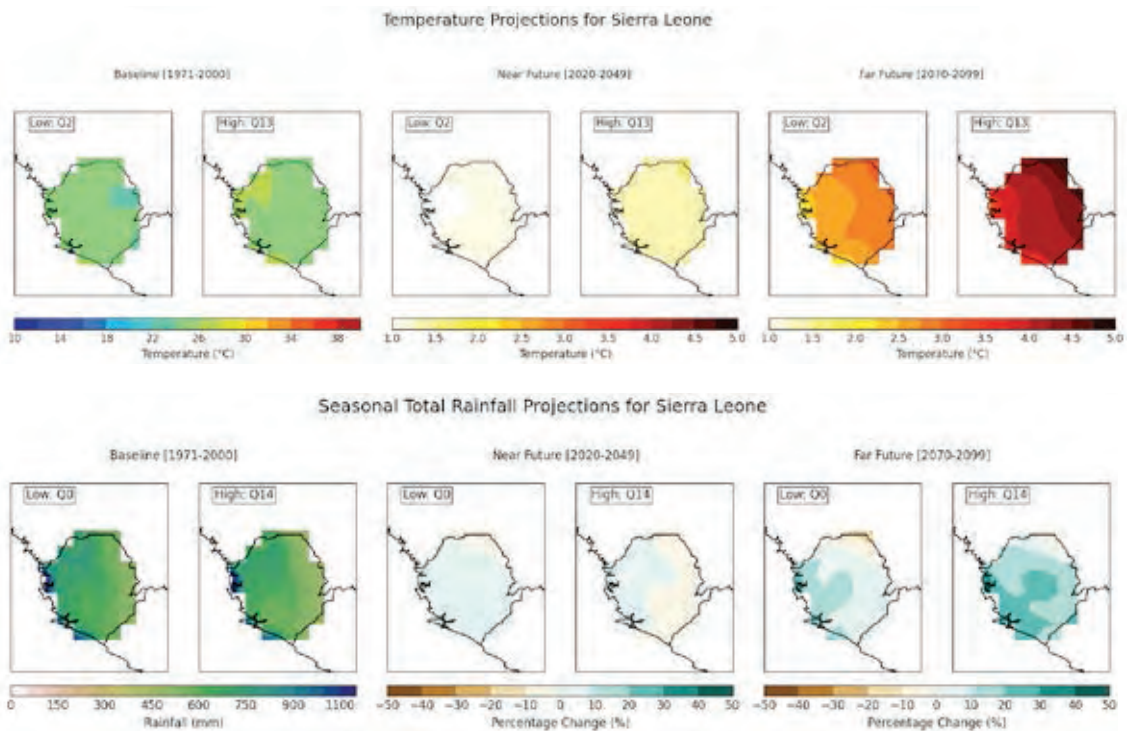 Temperature Projections for Sierra Leone
Baseline [1971-2000] Near Future [2020-2049] Far Future [2070-2099]
Low: Q2 High: Q13 Low: Q2 High: Q13 Low: Q2 High: Q13
10 14 18 22 26 30 34 38 1.0 1.5 2.0 2.5 3.0 3.5 4.0 4.5 5.0 1.0 1.5 2.0 2.5 3.0 3.5 4.0 4.5 5.0
Temperature (°C) Temperature (°C) Temperature (°C)
Seasonal Total Rainfall Projections for Sierra Leone
Baseline [1971-2000] Near Future [2020-2049] Far Future [2070-2099]
Low: Q0 High: Q14 Low: Q0 High: Q14 Low: Q0 High: Q14
0 150 450 600 750 900 1100 −50 −40 −30 −20 −10 0 10 20 30 40 50 −50 −40 −30 −20 −10 0 10 20 30 40 50
Rainfall (mm) Percentage Change (%) Percentage Change (%)